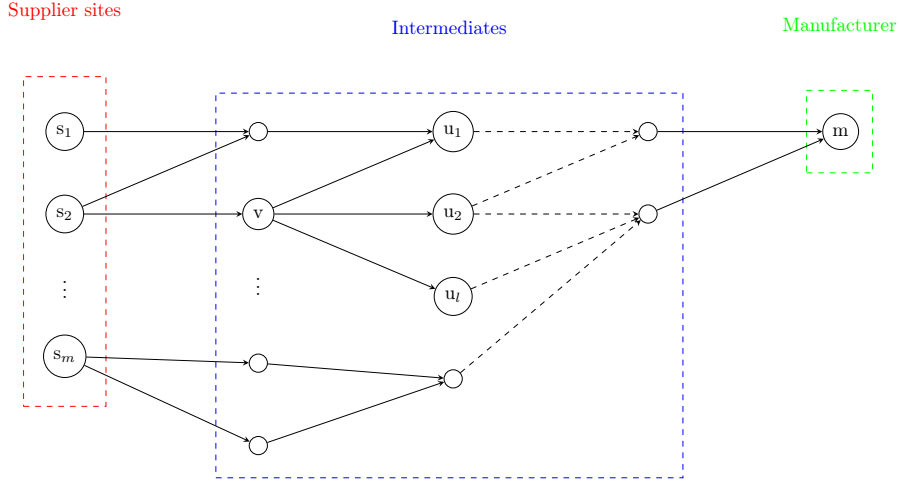 Supplier sites
Intermediates
Manufacturer
s₁
u₁
m
s₂
v
u₂
⋮
⋮
uₗ
sₘ